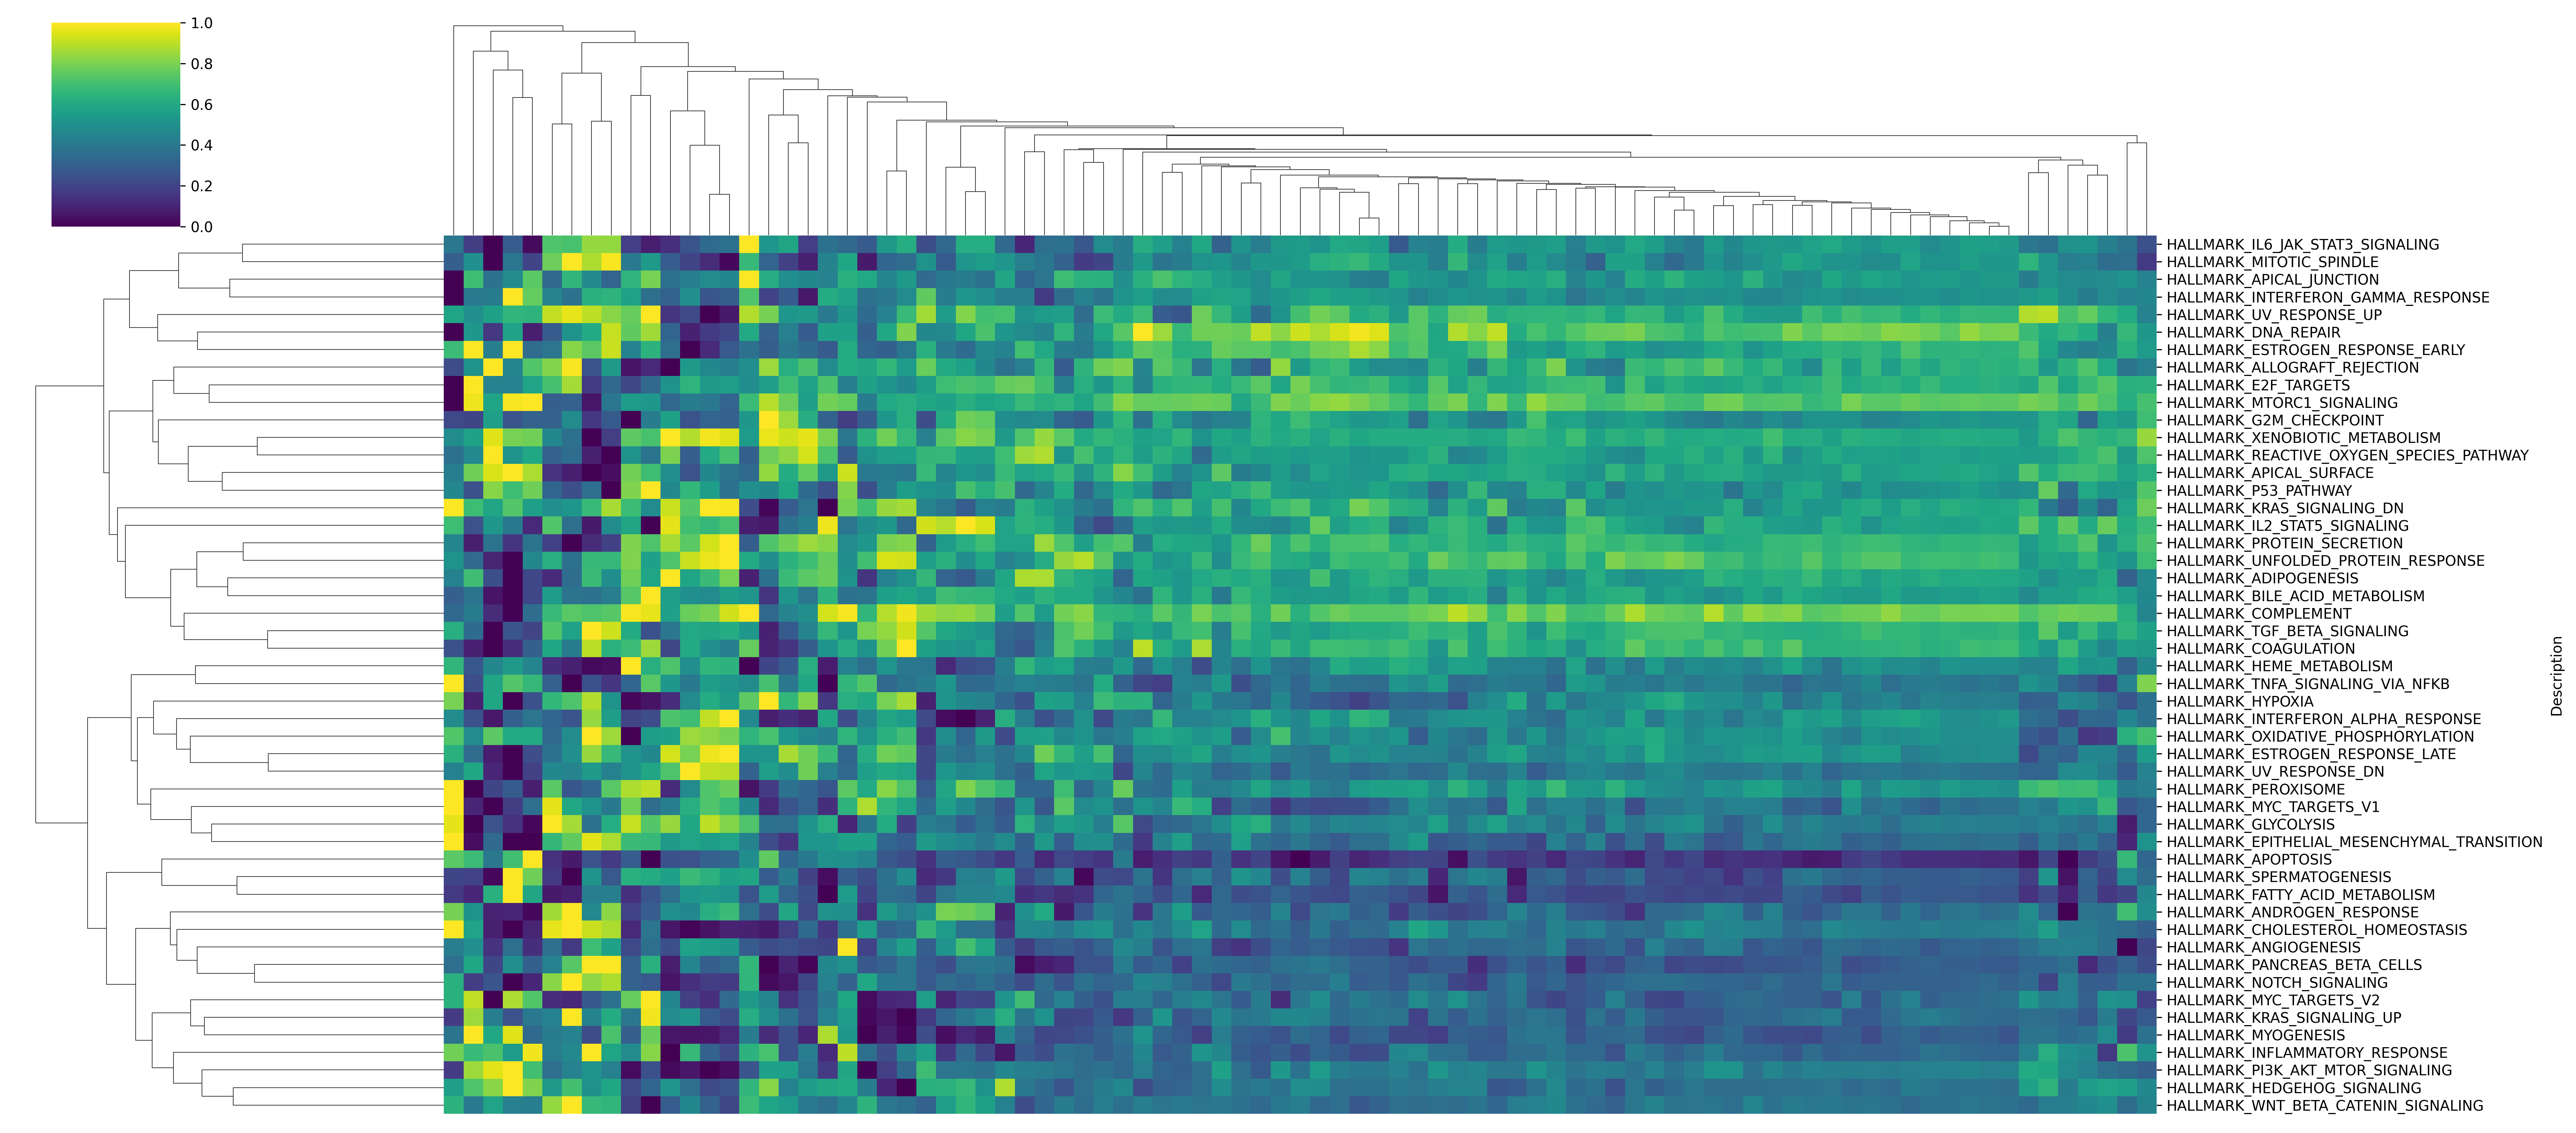 1.0
0.8
0.6
0.4
0.2
0.0
HALLMARK_IL6_JAK_STAT3_SIGNALING
HALLMARK_MITOTIC_SPINDLE
HALLMARK_APICAL_JUNCTION
HALLMARK_INTERFERON_GAMMA_RESPONSE
HALLMARK_UV_RESPONSE_UP
HALLMARK_DNA_REPAIR
HALLMARK_ESTROGEN_RESPONSE_EARLY
HALLMARK_ALLOGRAFT_REJECTION
HALLMARK_E2F_TARGETS
HALLMARK_MTORC1_SIGNALING
HALLMARK_G2M_CHECKPOINT
HALLMARK_XENOBIOTIC_METABOLISM
HALLMARK_REACTIVE_OXYGEN_SPECIES_PATHWAY
HALLMARK_APICAL_SURFACE
HALLMARK_P53_PATHWAY
HALLMARK_KRAS_SIGNALING_DN
HALLMARK_IL2_STAT5_SIGNALING
HALLMARK_PROTEIN_SECRETION
HALLMARK_UNFOLDED_PROTEIN_RESPONSE
HALLMARK_ADIPOGENESIS
HALLMARK_BILE_ACID_METABOLISM
HALLMARK_COMPLEMENT
HALLMARK_TGF_BETA_SIGNALING
HALLMARK_COAGULATION
HALLMARK_HEME_METABOLISM
HALLMARK_TNFA_SIGNALING_VIA_NFKB
HALLMARK_HYPOXIA
HALLMARK_INTERFERON_ALPHA_RESPONSE
HALLMARK_OXIDATIVE_PHOSPHORYLATION
HALLMARK_ESTROGEN_RESPONSE_LATE
HALLMARK_UV_RESPONSE_DN
HALLMARK_PEROXISOME
HALLMARK_MYC_TARGETS_V1
HALLMARK_GLYCOLYSIS
HALLMARK_EPITHELIAL_MESENCHYMAL_TRANSITION
HALLMARK_APOPTOSIS
HALLMARK_SPERMATOGENESIS
HALLMARK_FATTY_ACID_METABOLISM
HALLMARK_ANDROGEN_RESPONSE
HALLMARK_CHOLESTEROL_HOMEOSTASIS
HALLMARK_ANGIOGENESIS
HALLMARK_PANCREAS_BETA_CELLS
HALLMARK_NOTCH_SIGNALING
HALLMARK_MYC_TARGETS_V2
HALLMARK_KRAS_SIGNALING_UP
HALLMARK_MYOGENESIS
HALLMARK_INFLAMMATORY_RESPONSE
HALLMARK_PI3K_AKT_MTOR_SIGNALING
HALLMARK_HEDGEHOG_SIGNALING
HALLMARK_WNT_BETA_CATENIN_SIGNALING
Description